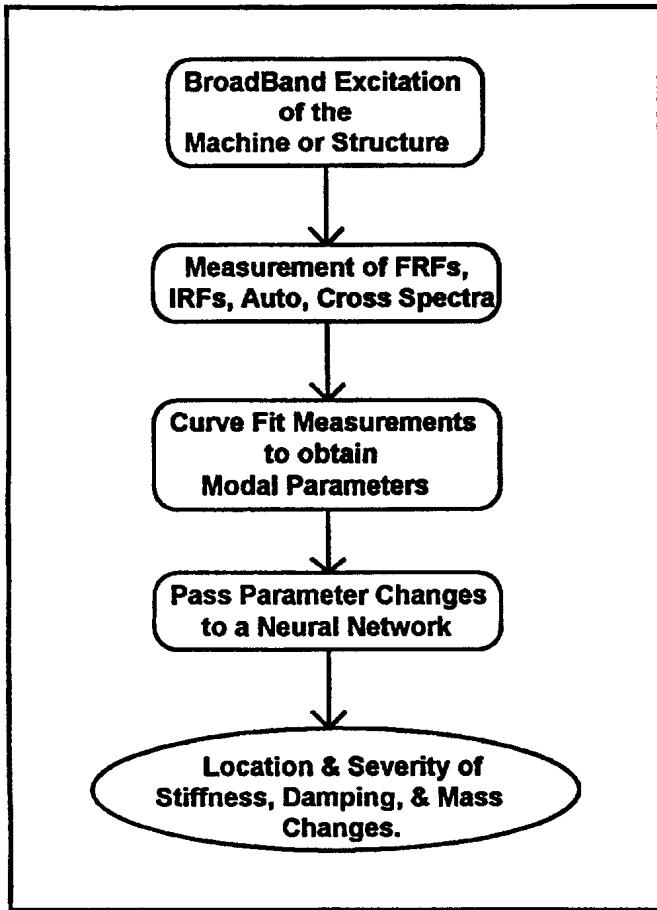 BroadBand Excitation
of the
Machine or Structure
Measurement of FRFs,
IRFs, Auto, Cross Spectra
Curve Fit Measurements
to obtain
Modal Parameters
Pass Parameter Changes
to a Neural Network
Location & Severity of
Stiffness, Damping, & Mass
Changes.